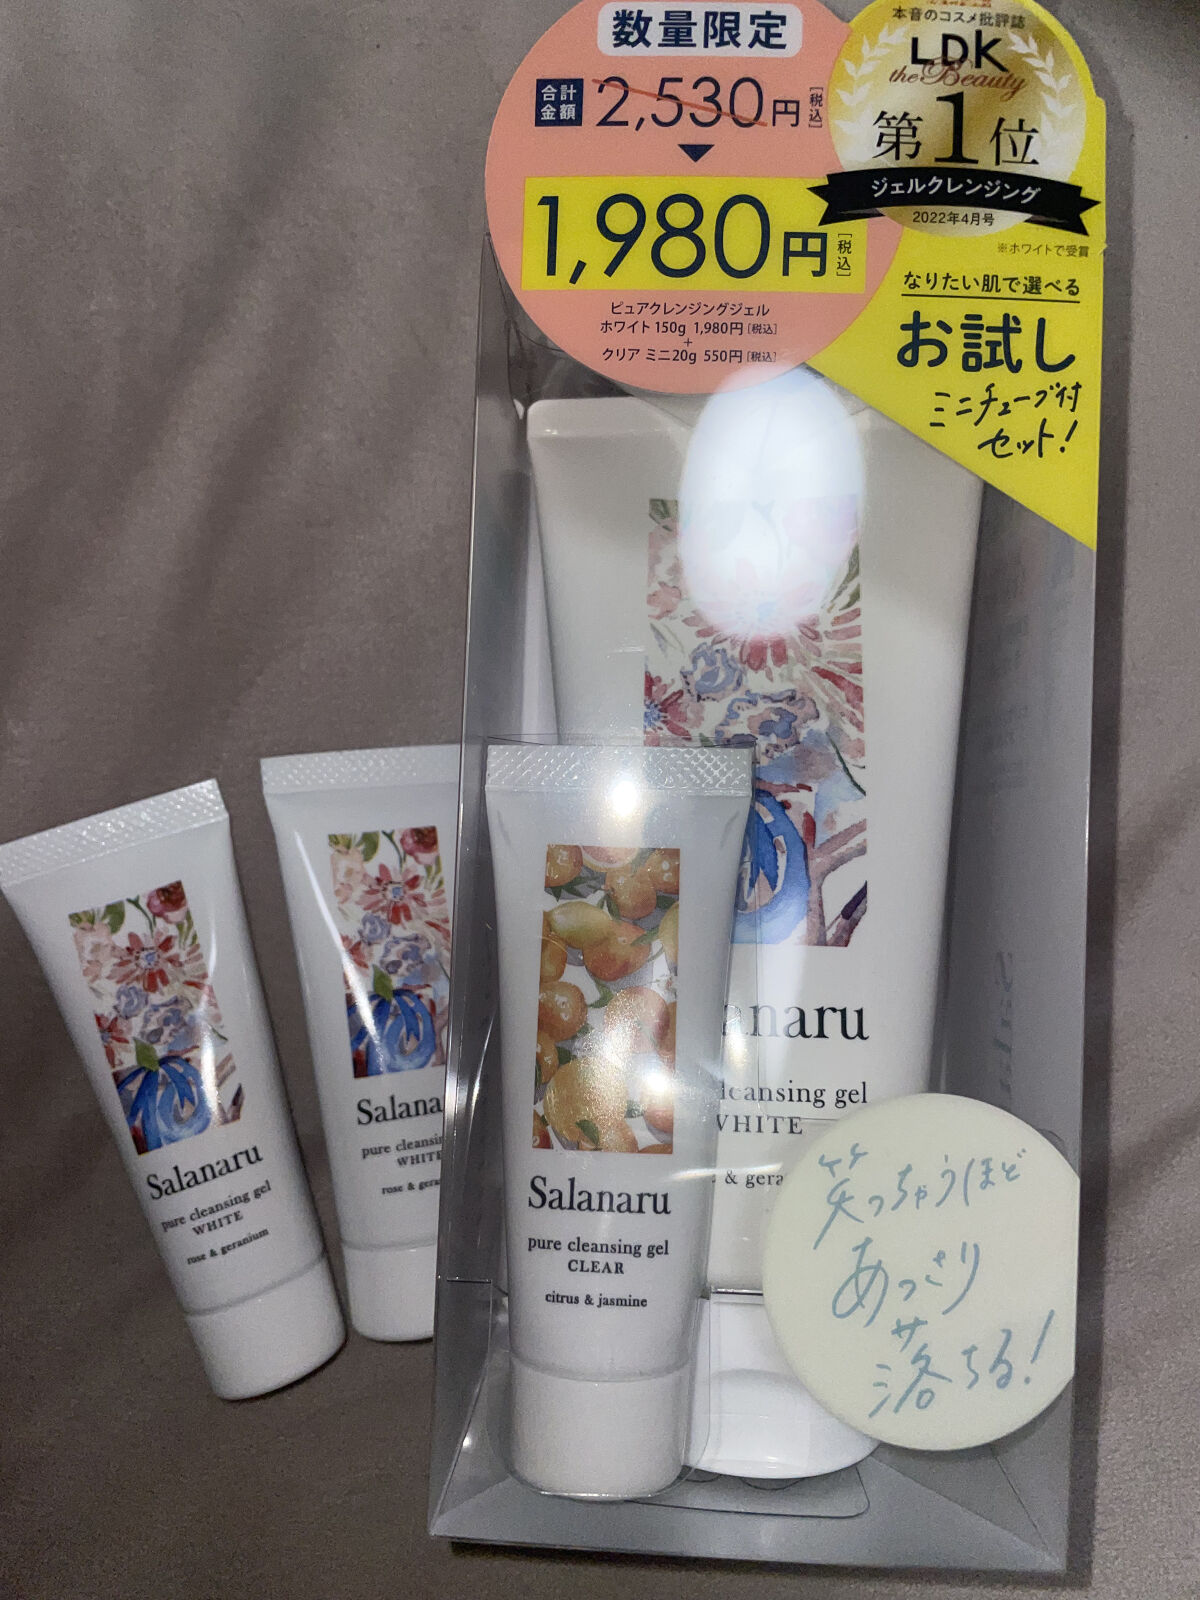 数量限定
合計金額 2,530円[税込]
1,980円[税込]
ピュアクレンジングジェル
ホワイト 150g 1,980円[税込]
+
クリア ミニ20g 550円[税込]
本音のコスメ批評誌
LDK
the Beauty
第1位
ジェルクレンジング
2022年4月号
※ホワイトで受賞
なりたい肌で選べる
お試し
ミニチューブ付
セット!
anaru
cleansing gel
WHITE
& gera
Salanaru
pure cleansing gel
WHITE
rose & geranium
Salana
pure cleansi
WHITE
rose & gera
Salanaru
pure cleansing gel
CLEAR
citrus & jasmine
笑っちゃうほど
あっさり
落ちる!